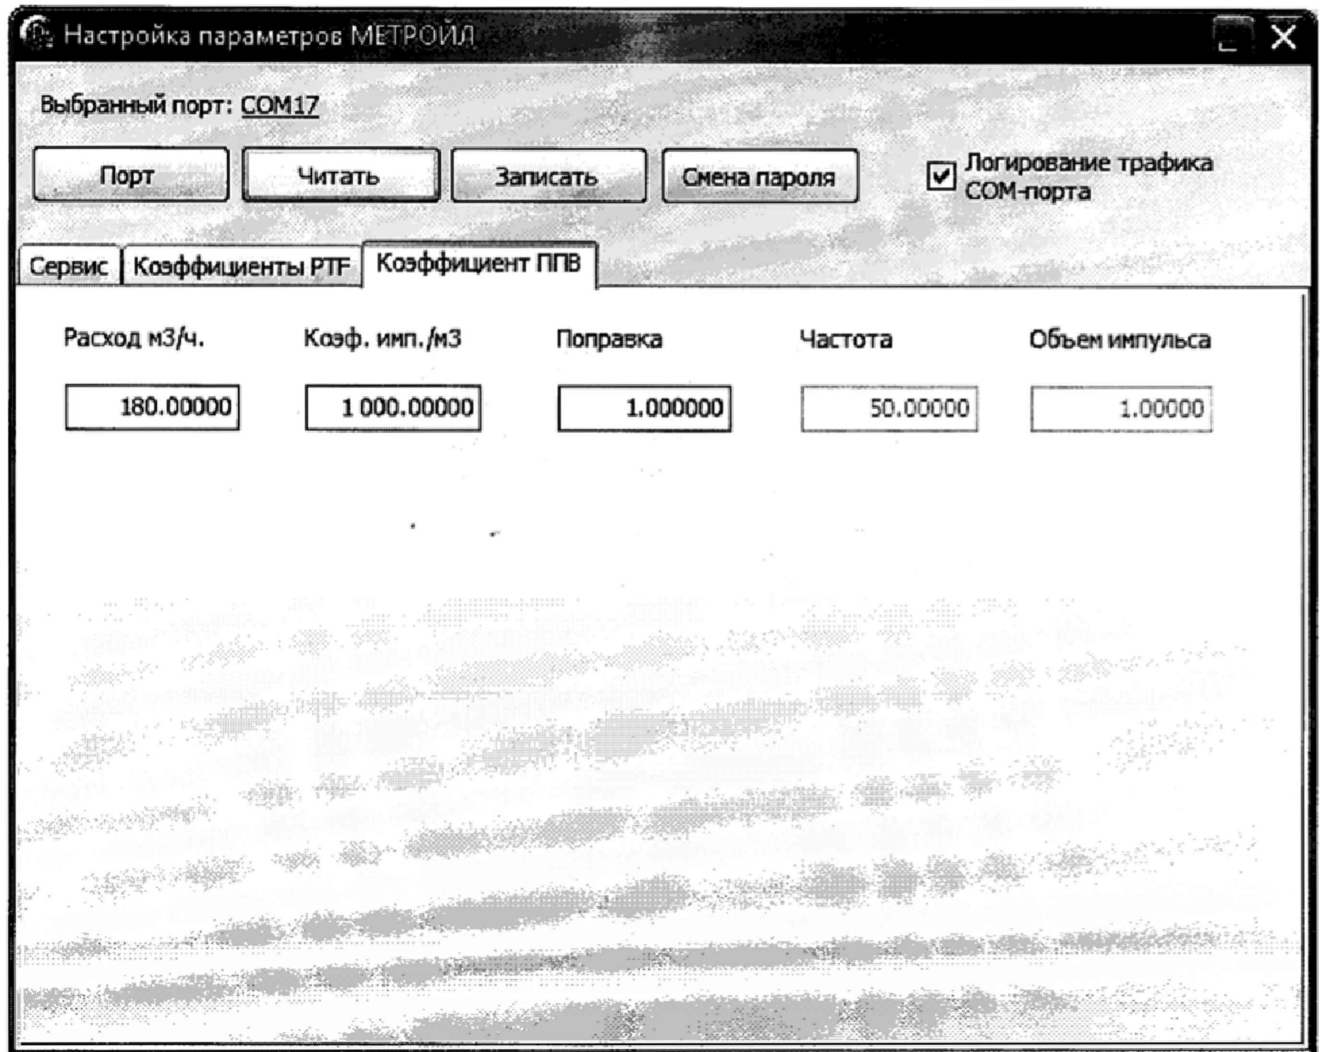 Настройка параметров МЕТРОЙЛ
Выбранный порт: COM17
Порт Читать Записать Смена пароля Логирование трафика
COM-порта
Сервис Коэффициенты PTF Коэффициент ППВ
Расход м3/ч. Коэф. имп./м3 Поправка Частота Объем импульса
180.00000 1 000.00000 1.000000 50.00000 1.00000